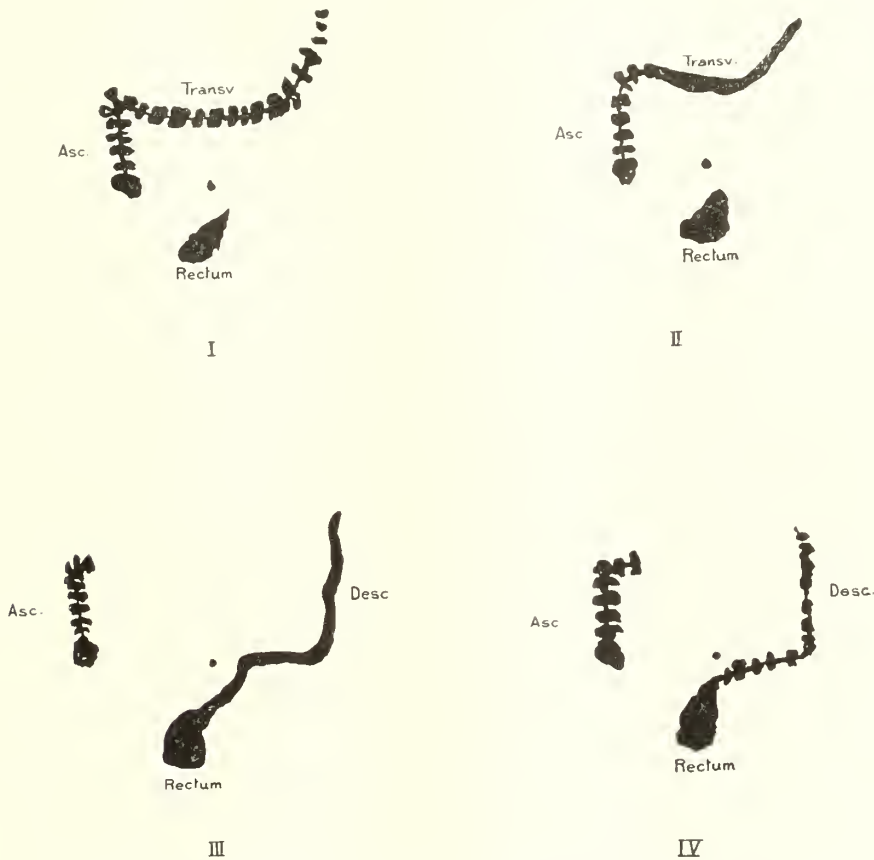 Transv
Asc.
Rectum
I
Transv.
Asc
Rectum
II
Asc.
Desc
Rectum
III
Asc
Desc.
Rectum
IV